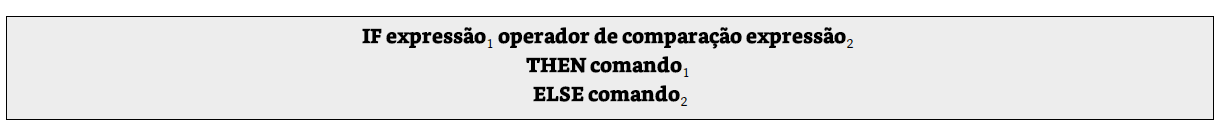 IF expressão₁ operador de comparação expressão₂
THEN comando₁
ELSE comando₂